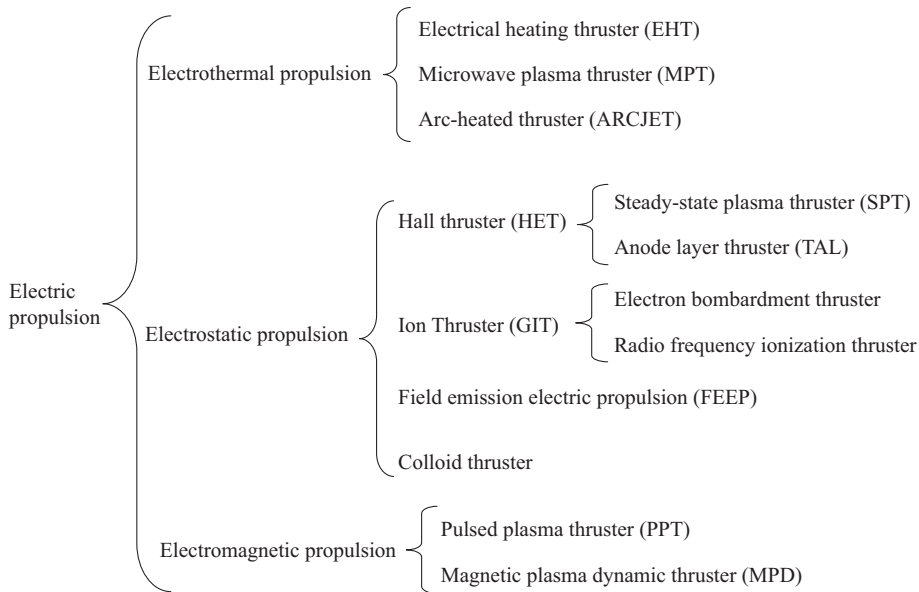 Electric
propulsion
Electrothermal propulsion
Electrical heating thruster (EHT)
Microwave plasma thruster (MPT)
Arc-heated thruster (ARCJET)
Electrostatic propulsion
Hall thruster (HET)
Steady-state plasma thruster (SPT)
Anode layer thruster (TAL)
Ion Thruster (GIT)
Electron bombardment thruster
Radio frequency ionization thruster
Field emission electric propulsion (FEEP)
Colloid thruster
Electromagnetic propulsion
Pulsed plasma thruster (PPT)
Magnetic plasma dynamic thruster (MPD)